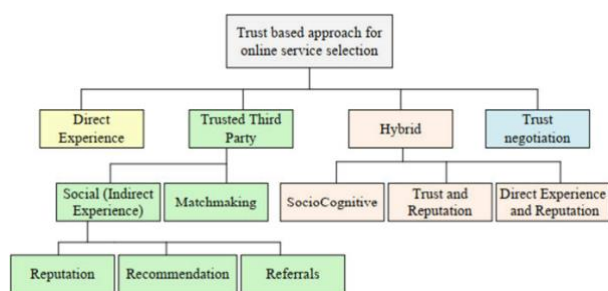 Trust based approach for
online service selection
Direct
Experience
Trusted Third
Party
Hybrid
Trust
negotiation
Social (Indirect
Experience)
Matchmaking
SocioCognitive
Trust and
Reputation
Direct Experience
and Reputation
Reputation
Recommendation
Referrals